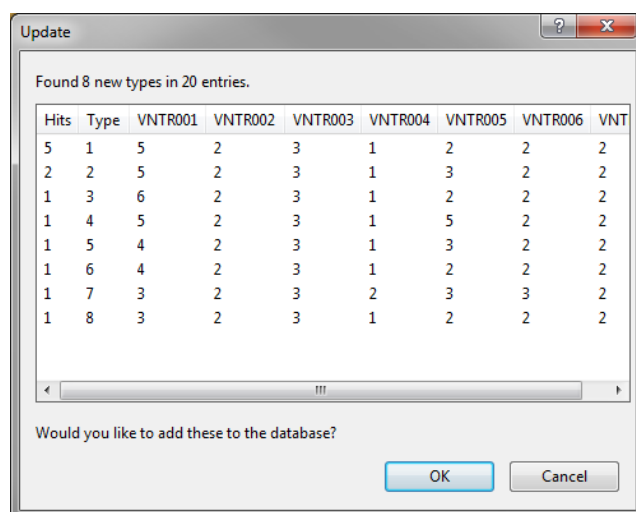 Update
Found 8 new types in 20 entries.
Hits Type VNTR001 VNTR002 VNTR003 VNTR004 VNTR005 VNTR006 VNT
5 1 5 2 3 1 2 2 2
2 2 5 2 3 1 3 2 2
1 3 6 2 3 1 2 2 2
1 4 5 2 3 1 5 2 2
1 5 4 2 3 1 3 2 2
1 6 4 2 3 1 2 2 2
1 7 3 2 3 2 3 3 2
1 8 3 2 3 1 2 2 2
Would you like to add these to the database?
OK Cancel